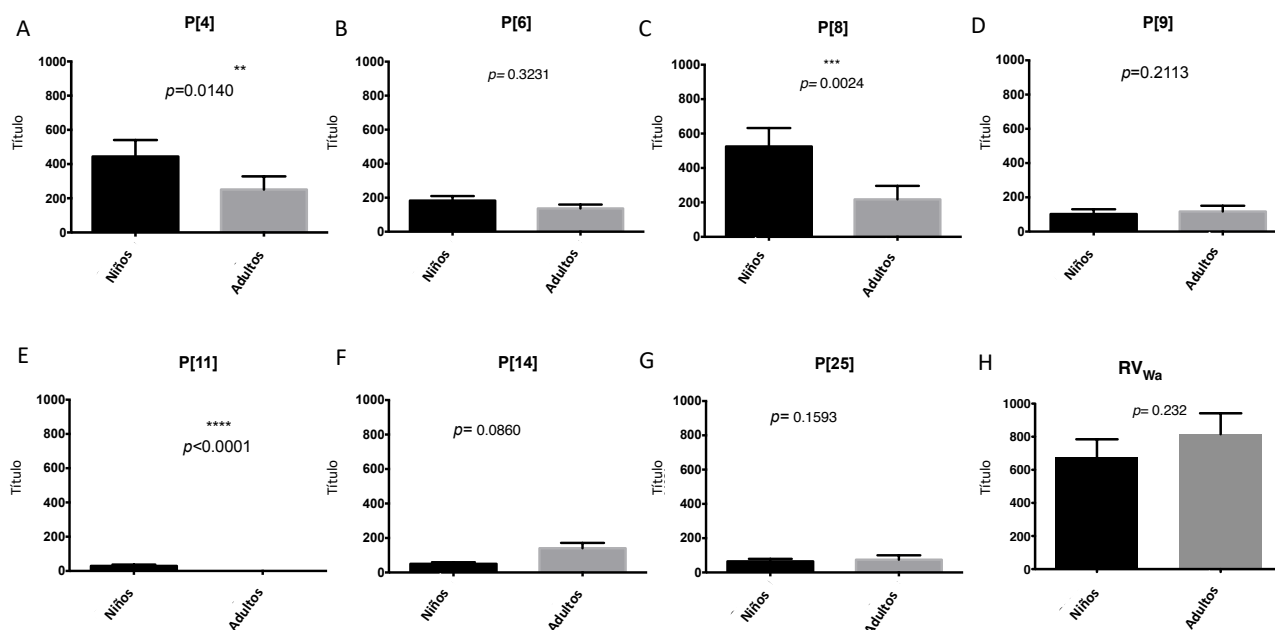 A
P[4]
1000
800
600
400
200
0
Título
**
p=0.0140
Niños
Adultos
B
P[6]
1000
800
600
400
200
0
Título
p= 0.3231
Niños
Adultos
C
P[8]
1000
800
600
400
200
0
Título
***
p= 0.0024
Niños
Adultos
D
P[9]
1000
800
600
400
200
0
Título
p=0.2113
Niños
Adultos
E
P[11]
1000
800
600
400
200
0
Título
****
p<0.0001
Niños
Adultos
F
P[14]
1000
800
600
400
200
0
Título
p= 0.0860
Niños
Adultos
G
P[25]
1000
800
600
400
200
0
Título
p= 0.1593
Niños
Adultos
H
RVWa
1000
800
600
400
200
0
Título
p= 0.232
Niños
Adultos